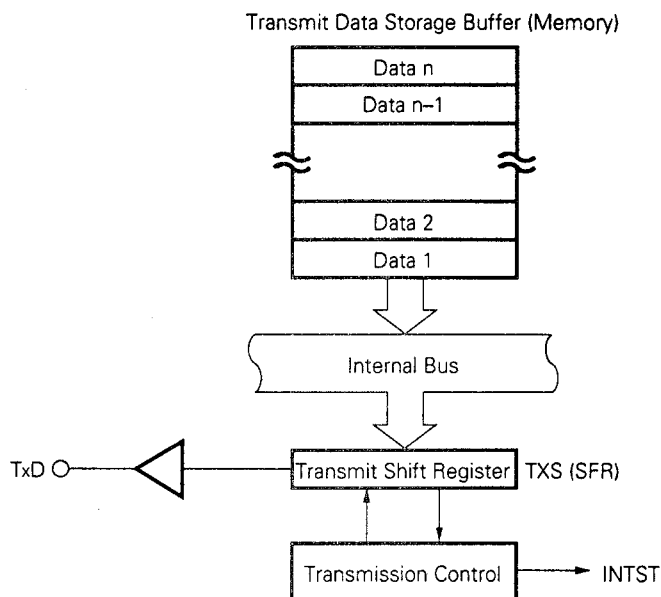 Transmit Data Storage Buffer (Memory)
Data n
Data n–1
Data 2
Data 1
Internal Bus
TxD
Transmit Shift Register
TXS (SFR)
Transmission Control
INTST